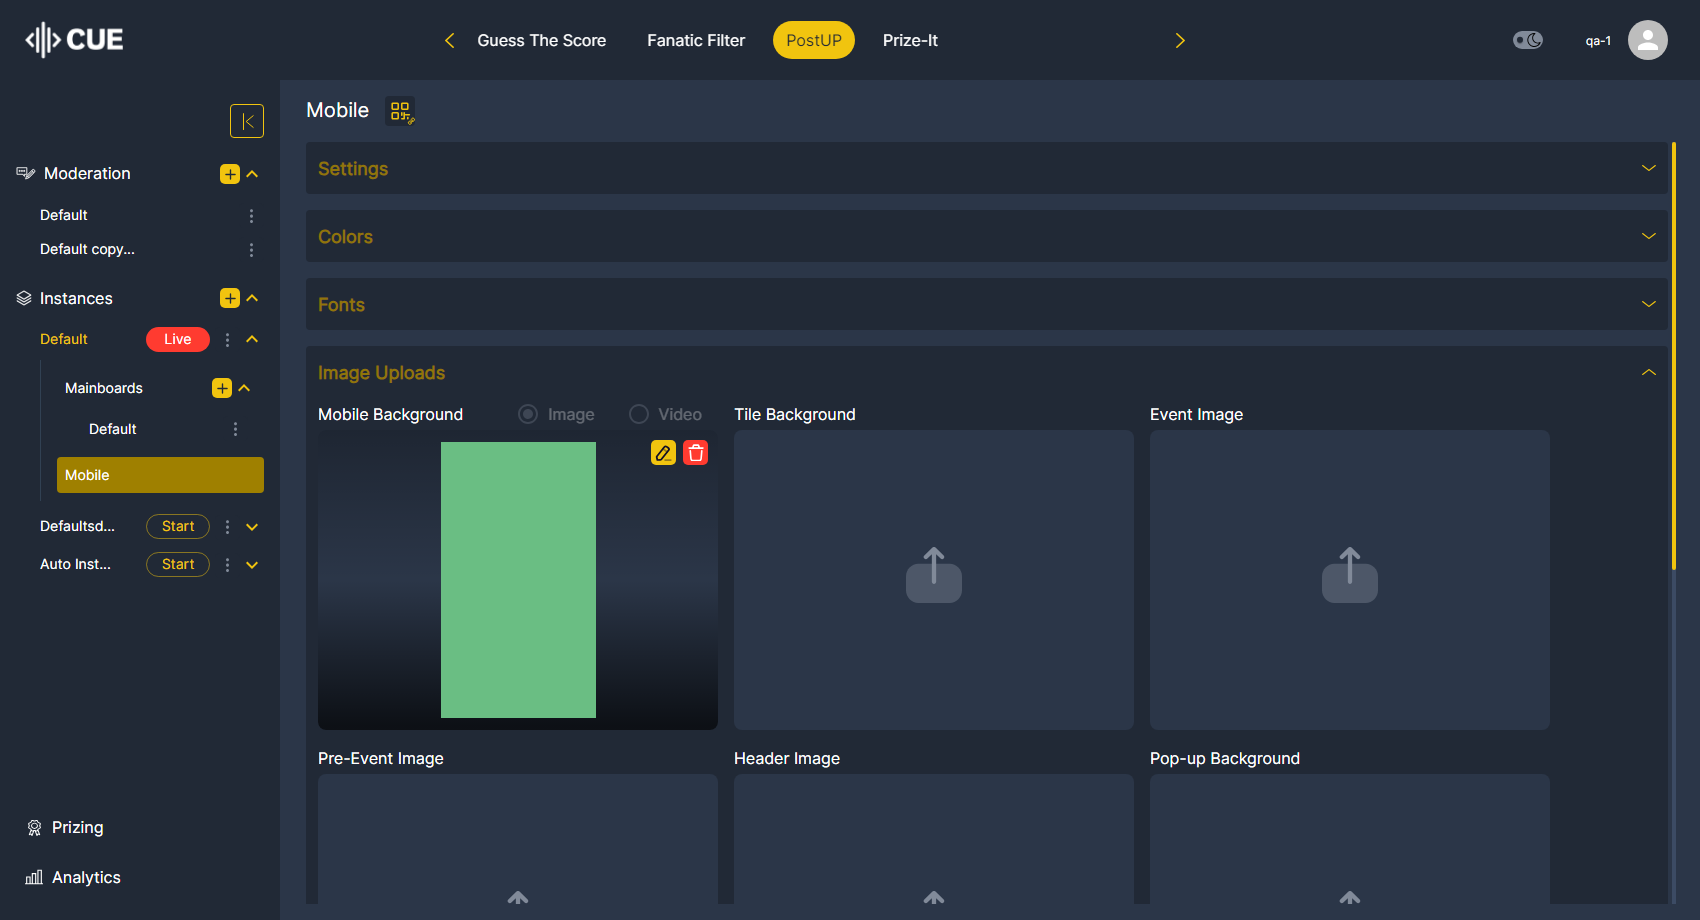 CUE
Guess The Score
Fanatic Filter
PostUP
Prize-It
qa-1
Moderation
Default
Default copy...
Instances
Default
Live
Mainboards
Default
Mobile
Defaultsd...
Start
Auto Inst...
Start
Prizing
Analytics
Mobile
Settings
Colors
Fonts
Image Uploads
Mobile Background
Image
Video
Tile Background
Event Image
Pre-Event Image
Header Image
Pop-up Background